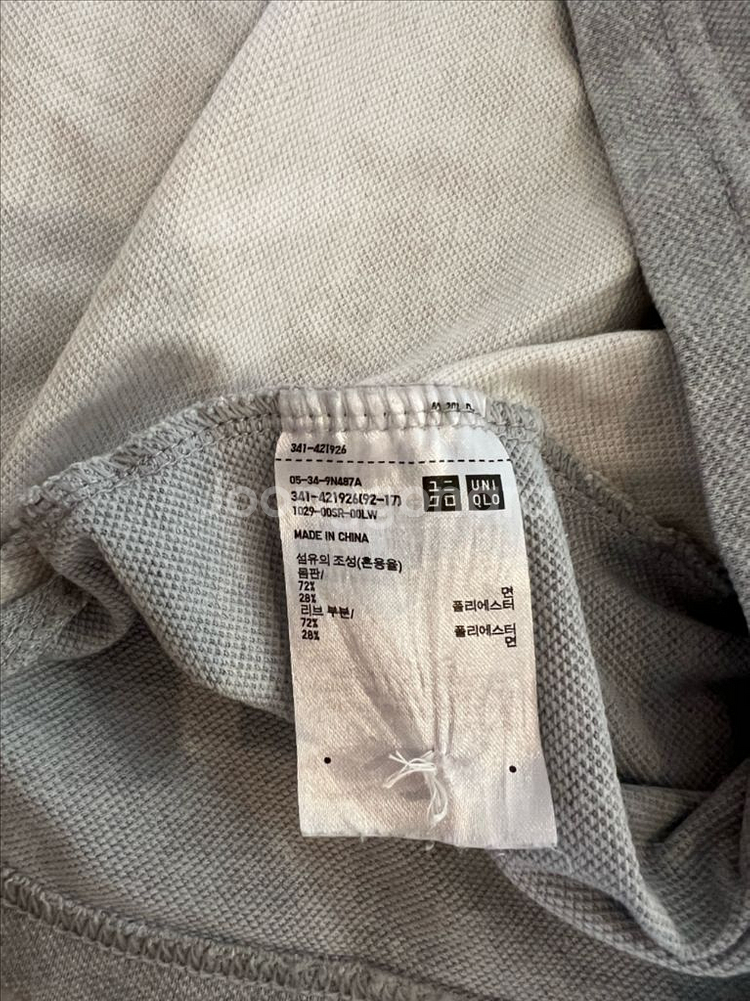 341-421926
05-34-9N487A
341-421926(92-17)
1029-00SR-00LW
ユニ
クロ
UNI
QLO
MADE IN CHINA
섬유의 조성(혼용율)
몸판/
72% 면
28% 폴리에스터
리브 부분/
72% 폴리에스터
28% 면